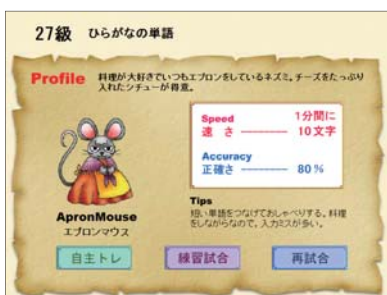 27級 ひらがなの単語
Profile 料理が大好きでいつもエプロンをしているネズミ。チーズをたっぷり
入れたシチューが得意。
Speed 1分間に
速 さ 10文字
Accuracy
正確さ 80%
ApronMouse
エプロンマウス
Tips
短い単語をつなげておしゃべりする。料理
をしながらなので、入力ミスが多い。
自主トレ 練習試合 再試合